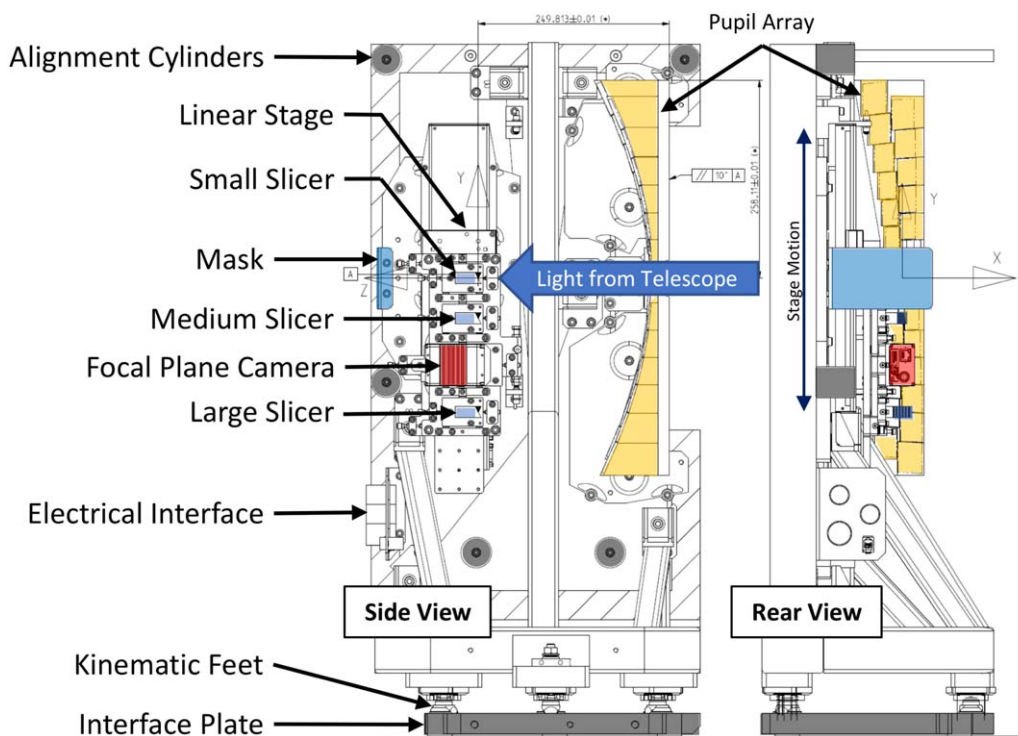 249.813±0.01 (•)
Pupil Array
Alignment Cylinders
Linear Stage
Small Slicer
Y
// 10" A
258.11±0.01 (•)
Y
Mask
A
Z
Light from Telescope
X
Stage Motion
Medium Slicer
Focal Plane Camera
Large Slicer
Electrical Interface
Side View
Rear View
Kinematic Feet
Interface Plate